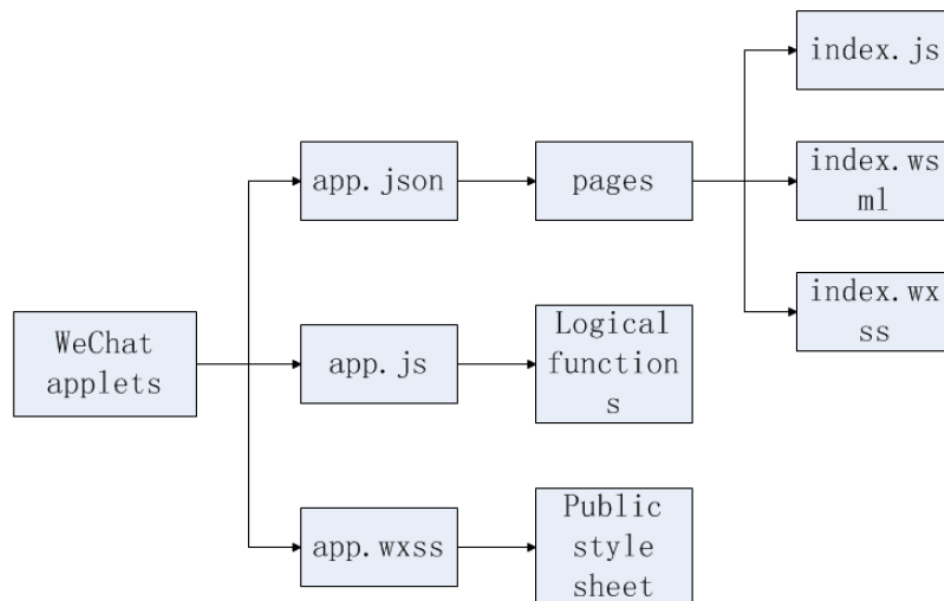 index.js
app.json
pages
index.ws
ml
index.wx
ss
WeChat
applets
app.js
Logical
function
s
app.wxss
Public
style
sheet